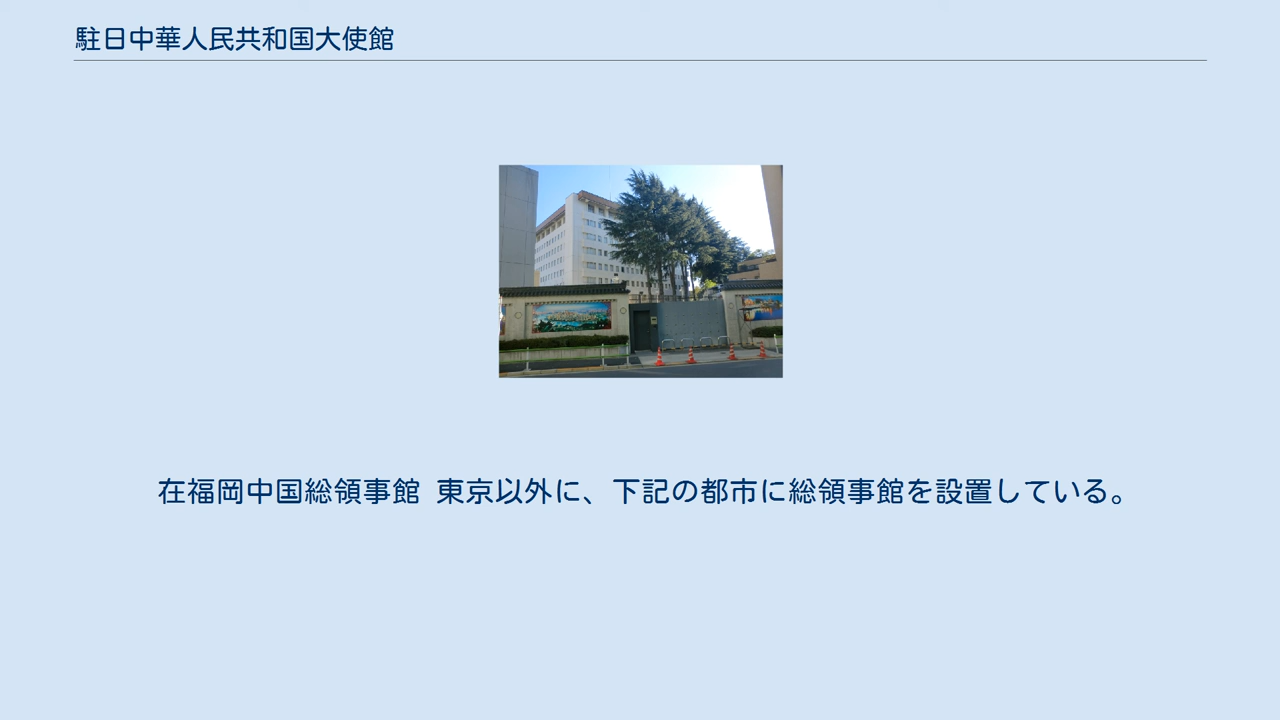 駐日中華人民共和国大使館
在福岡中国総領事館 東京以外に、下記の都市に総領事館を設置している。